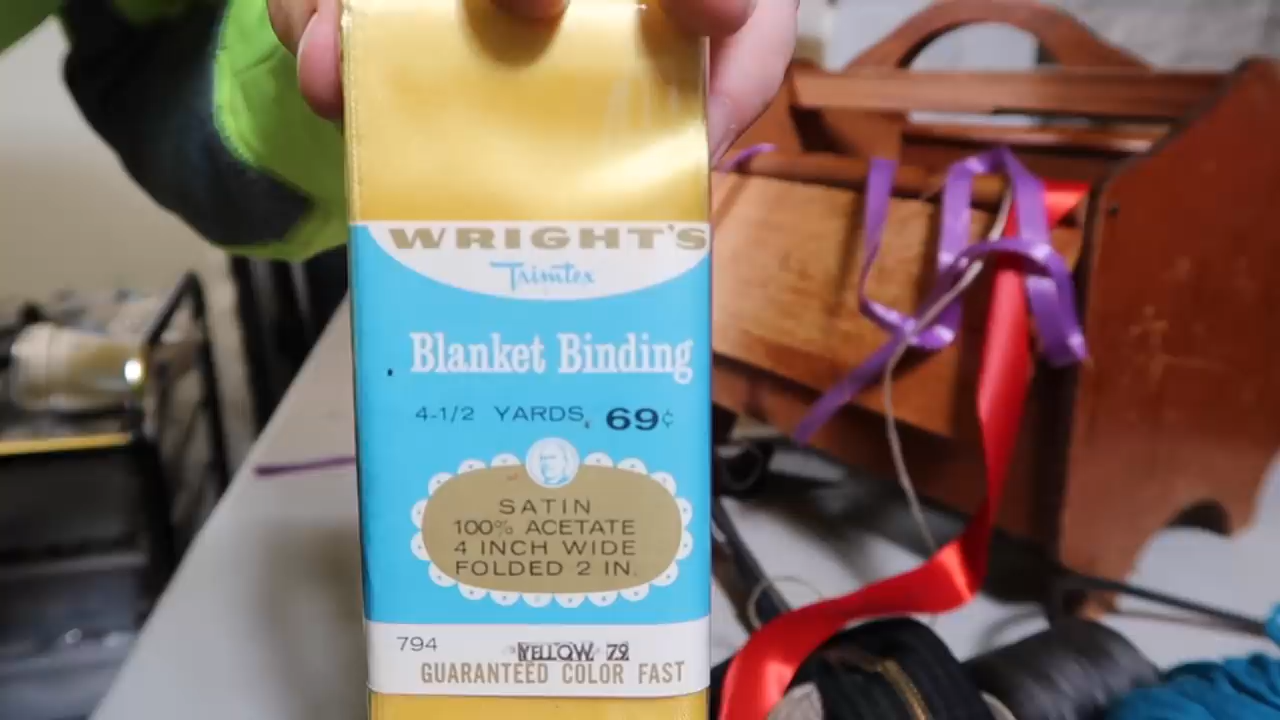 WRIGHT'S
Trimtex
Blanket Binding
4-1/2 YARDS, 69¢
SATIN
100% ACETATE
4 INCH WIDE
FOLDED 2 IN.
794 YELLOW 79
GUARANTEED COLOR FAST